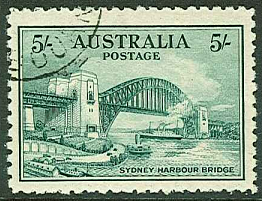 5/- AUSTRALIA 5/-
POSTAGE
SYDNEY HARBOUR BRIDGE